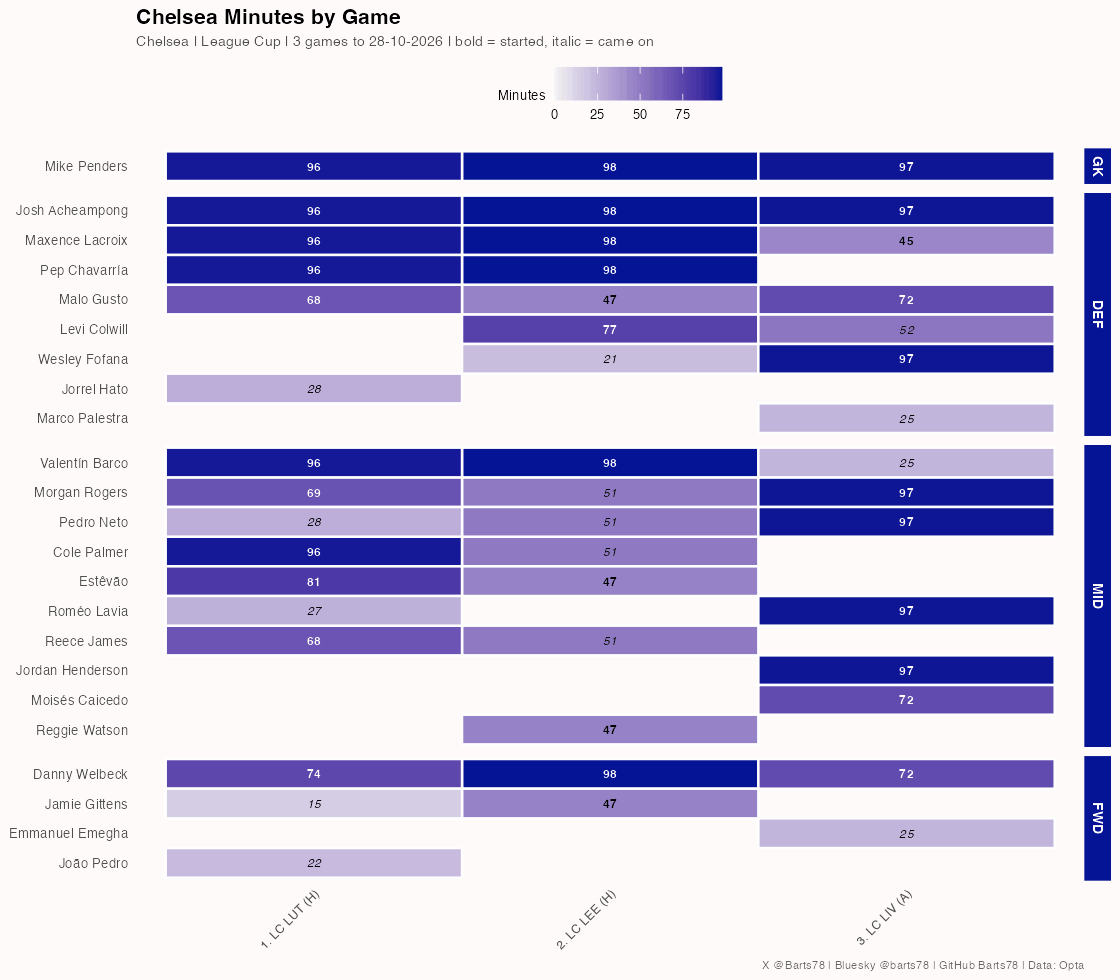 Chelsea Minutes by Game
Chelsea | League Cup | 3 games to 28-10-2026 | bold = started, italic = came on
Minutes
0 25 50 75
Mike Penders 96 98 97
GK
Josh Acheampong 96 98 97
Maxence Lacroix 96 98 45
Pep Chavarría 96 98
Malo Gusto 68 47 72
Levi Colwill 77 52
Wesley Fofana 21 97
Jorrel Hato 28
Marco Palestra 25
DEF
Valentín Barco 96 98 25
Morgan Rogers 69 51 97
Pedro Neto 28 51 97
Cole Palmer 96 51
Estêvão 81 47
Roméo Lavia 27 97
Reece James 68 51
Jordan Henderson 97
Moisés Caicedo 72
Reggie Watson 47
MID
Danny Welbeck 74 98 72
Jamie Gittens 15 47
Emmanuel Emegha 25
João Pedro 22
FWD
1. LC LUT (H)
2. LC LEE (H)
3. LC LIV (A)
X @Barts78 | Bluesky @barts78 | GitHub Barts78 | Data: Opta